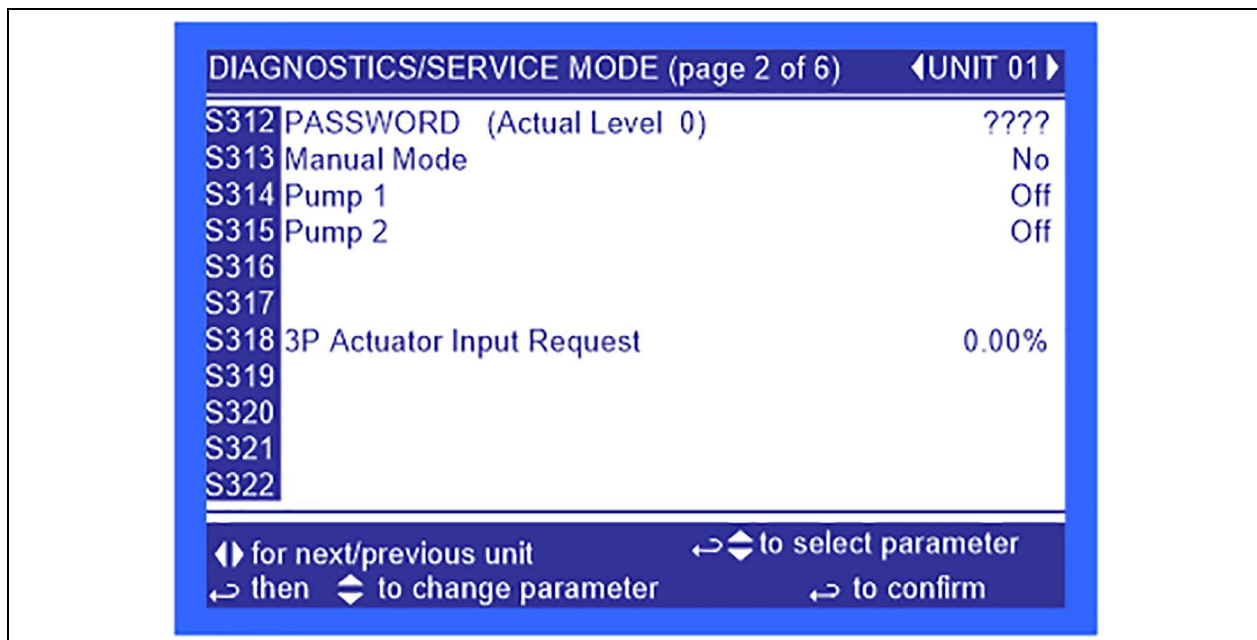 DIAGNOSTICS/SERVICE MODE (page 2 of 6) UNIT 01
S312 PASSWORD (Actual Level 0) ????
S313 Manual Mode No
S314 Pump 1 Off
S315 Pump 2 Off
S316
S317
S318 3P Actuator Input Request 0.00%
S319
S320
S321
S322
for next/previous unit ↵ to select parameter
↵ then to change parameter ↵ to confirm